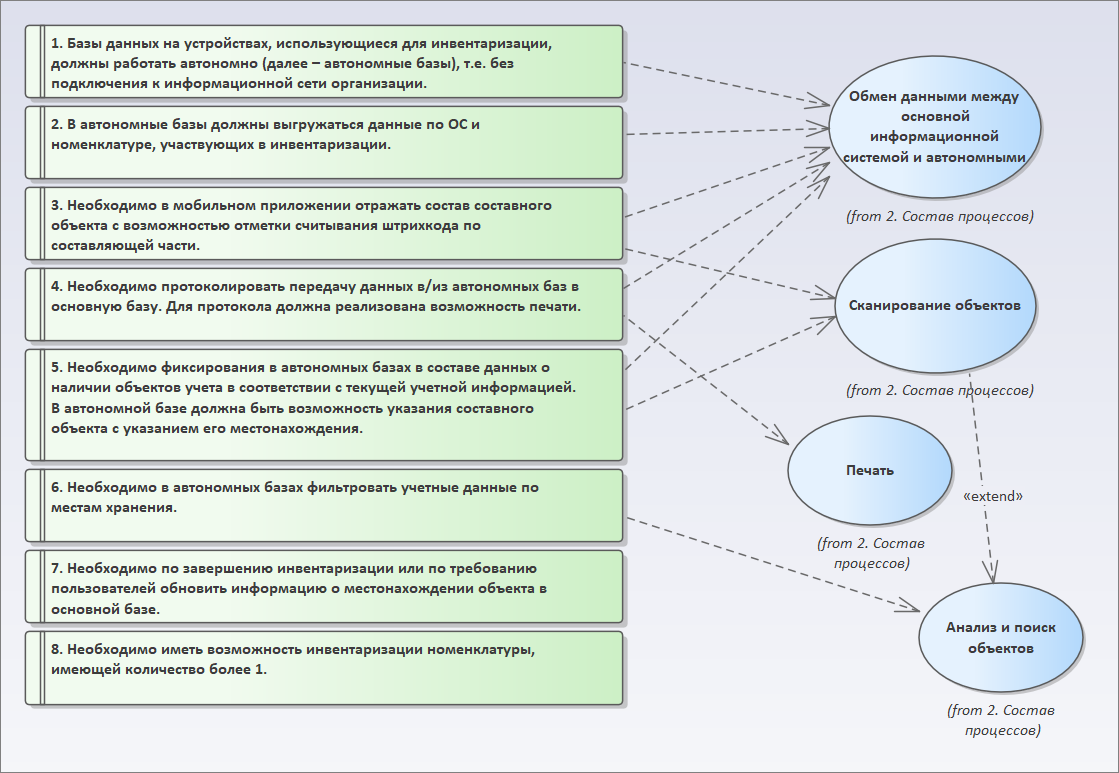 1. Базы данных на устройствах, использующиеся для инвентаризации,
должны работать автономно (далее – автономные базы), т.е. без
подключения к информационной сети организации.
2. В автономные базы должны выгружаться данные по ОС и
номенклатуре, участвующих в инвентаризации.
3. Необходимо в мобильном приложении отражать состав составного
объекта с возможностью отметки считывания штрихкода по
составляющей части.
4. Необходимо протоколировать передачу данных в/из автономных баз в
основную базу. Для протокола должна реализована возможность печати.
5. Необходимо фиксирования в автономных базах в составе данных о
наличии объектов учета в соответствии с текущей учетной информацией.
В автономной базе должна быть возможность указания составного
объекта с указанием его местонахождения.
6. Необходимо в автономных базах фильтровать учетные данные по
местам хранения.
7. Необходимо по завершению инвентаризации или по требованию
пользователей обновить информацию о местонахождении объекта в
основной базе.
8. Необходимо иметь возможность инвентаризации номенклатуры,
имеющей количество более 1.
Обмен данными между
основной
информационной
системой и автономными
(from 2. Состав процессов)
Сканирование объектов
(from 2. Состав процессов)
Печать
(from 2. Состав
процессов)
«extend»
Анализ и поиск
объектов
(from 2. Состав
процессов)